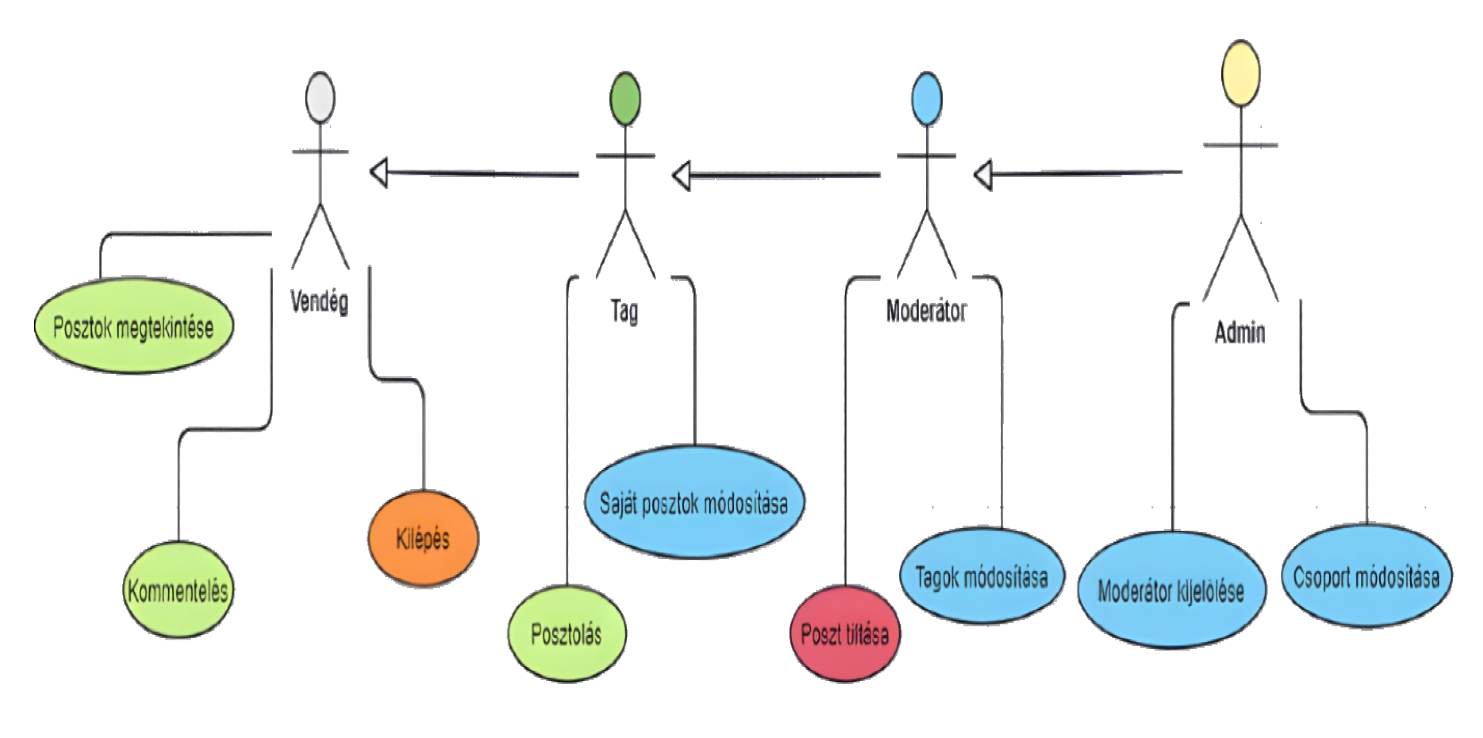 Vendég
Tag
Moderátor
Admin
Posztok megtekintése
Kommentelés
Kilépés
Posztolás
Saját posztok módosítása
Poszt tiltása
Tagok módosítása
Moderátor kijelölése
Csoport módosítása